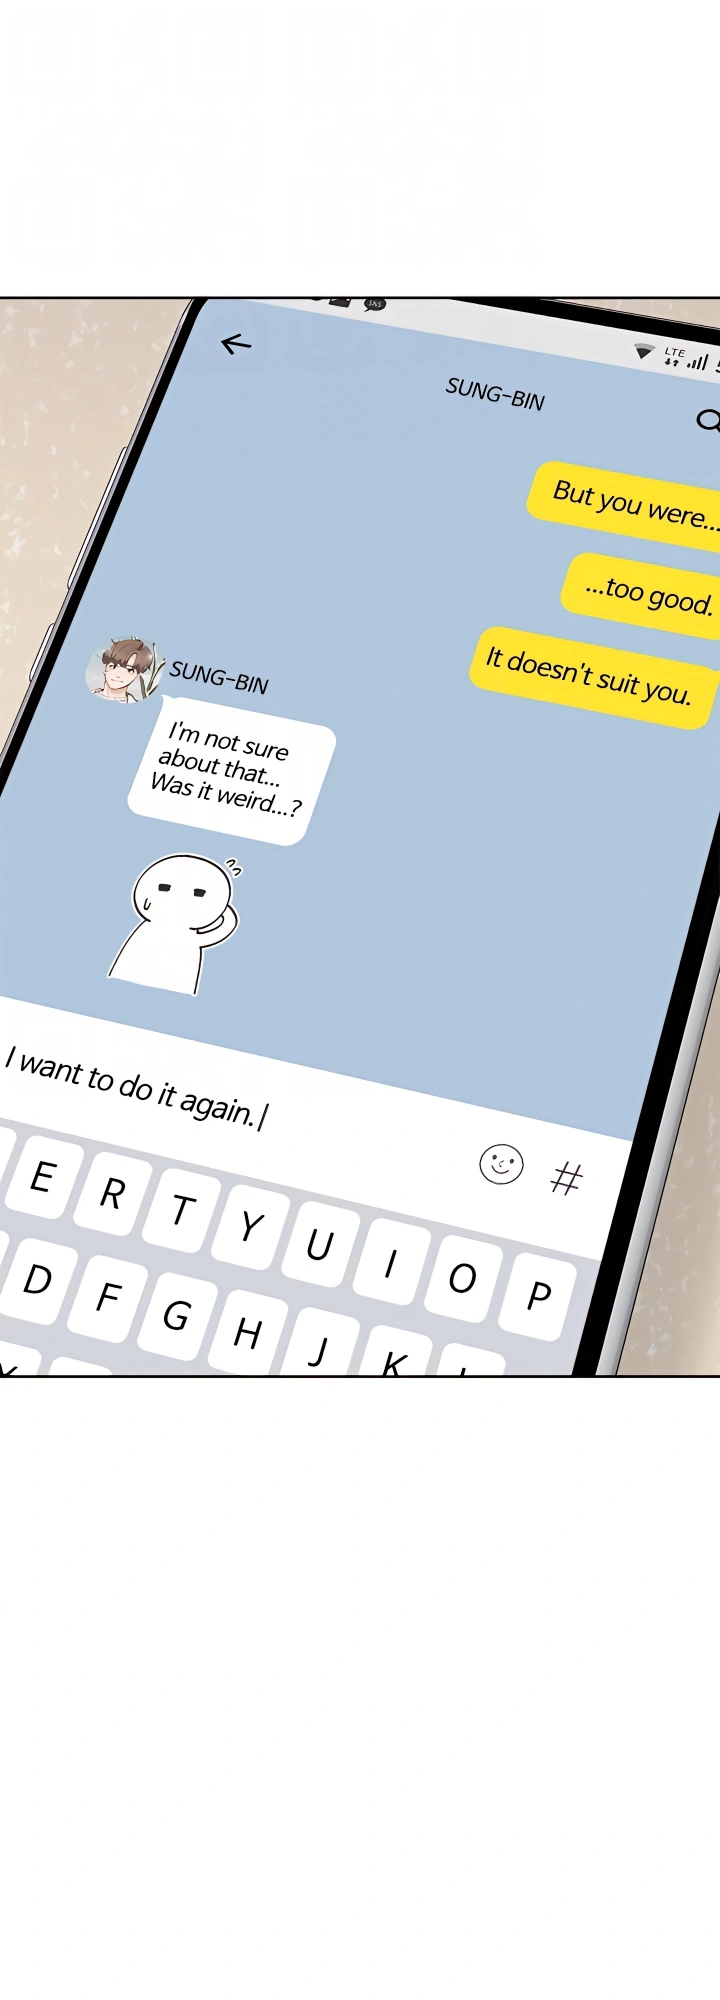 LTE
SUNG-BIN
But you were...
...too good.
It doesn't suit you.
SUNG-BIN
I'm not sure
about that...
Was it weird...?
I want to do it again.
#
E R T Y U I O P
D F G H J K